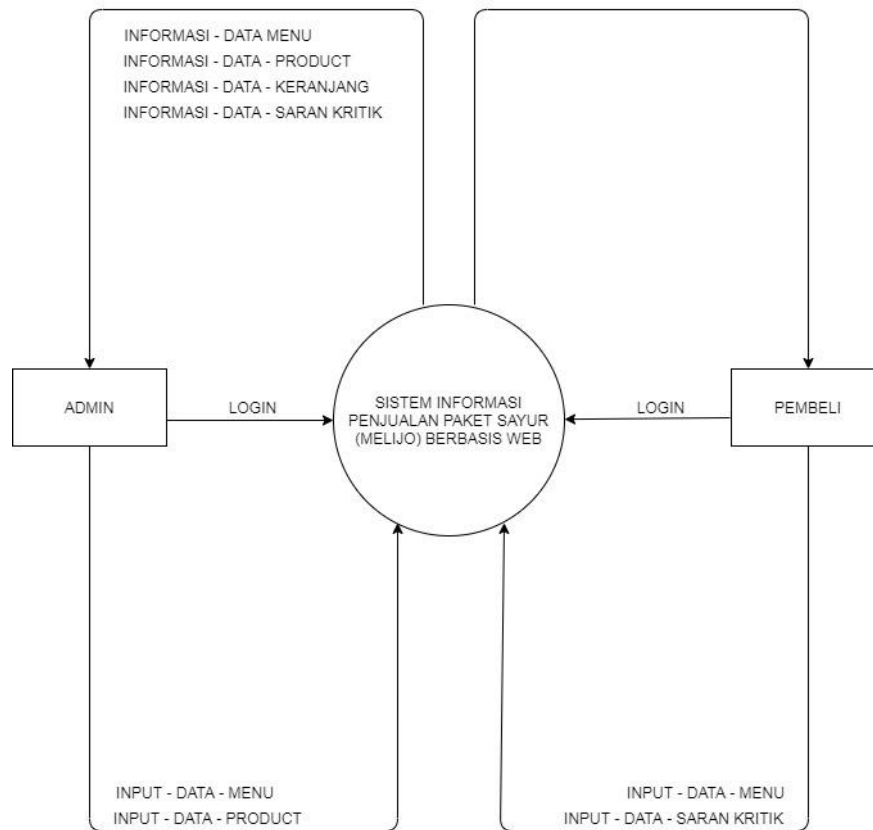 INFORMASI - DATA MENU
INFORMASI - DATA - PRODUCT
INFORMASI - DATA - KERANJANG
INFORMASI - DATA - SARAN KRITIK
ADMIN
LOGIN
SISTEM INFORMASI
PENJUALAN PAKET SAYUR
(MELIJO) BERBASIS WEB
LOGIN
PEMBELI
INPUT - DATA - MENU
INPUT - DATA - PRODUCT
INPUT - DATA - MENU
INPUT - DATA - SARAN KRITIK